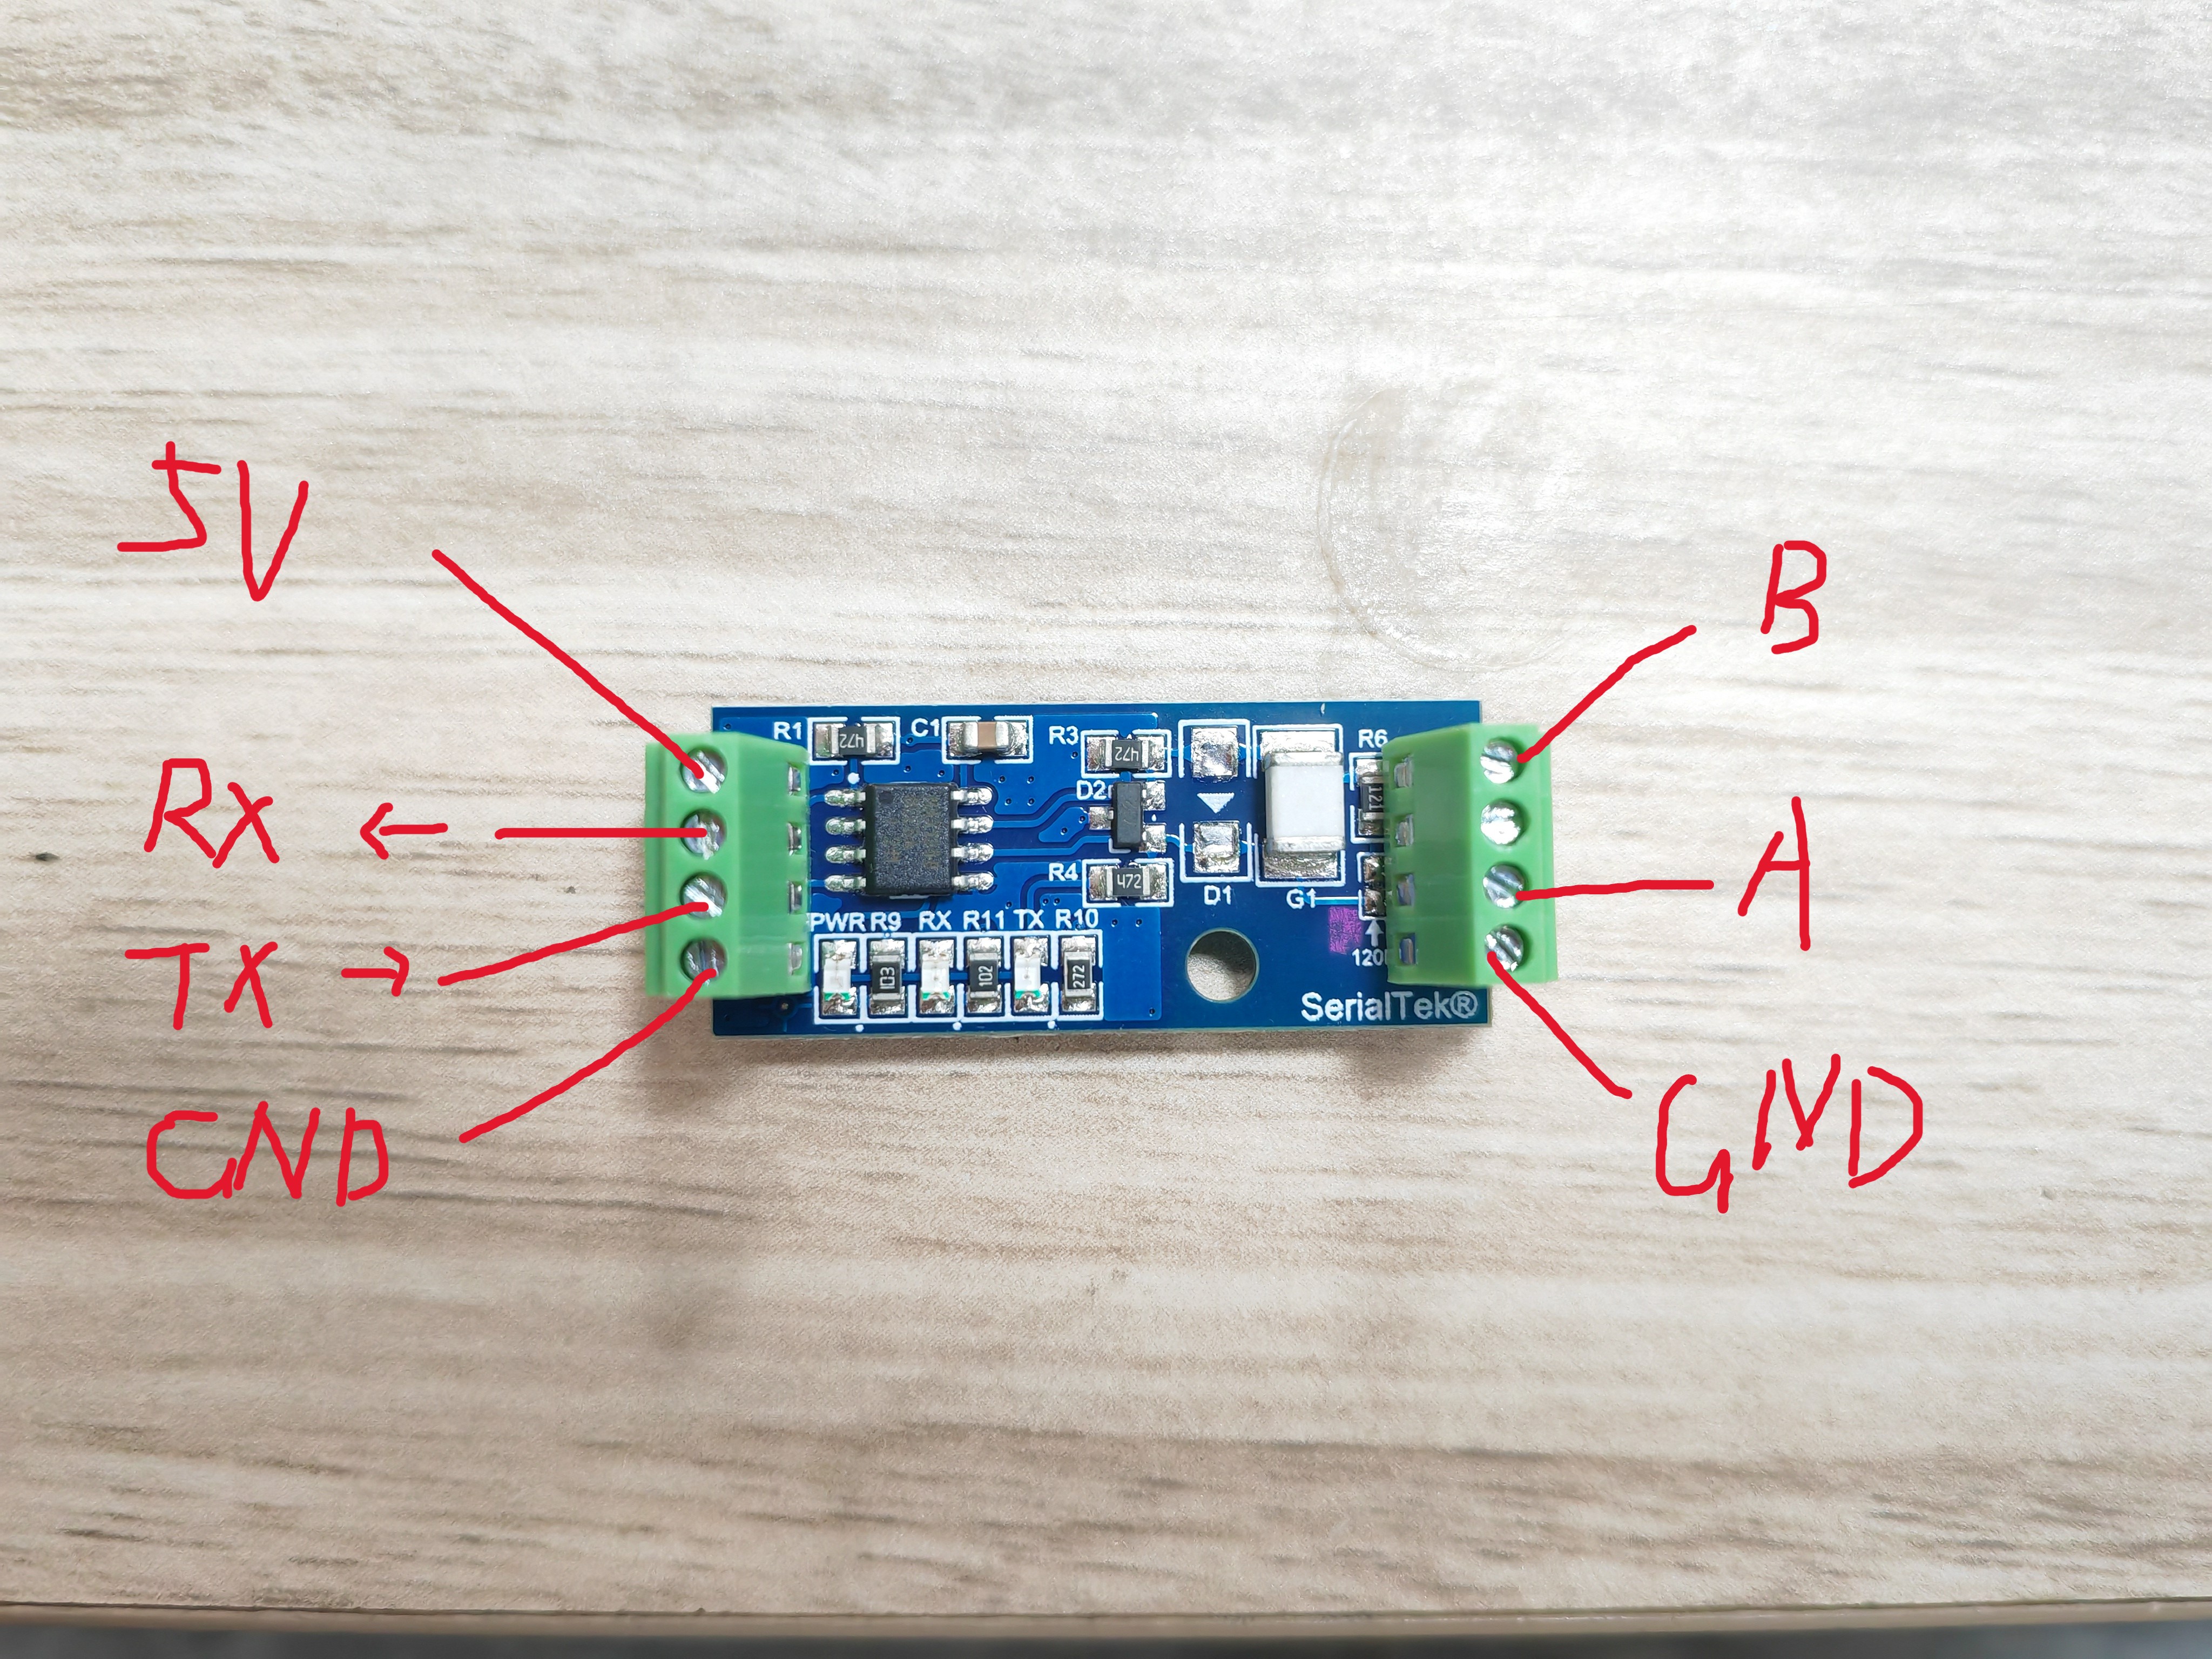 5V
B
RX ←
A
TX →
GND
GND
R1
472
C1
R3
472
R6
121
D2
R4
472
D1
G1
PWR R9 RX R11 TX R10
103
102
272
SerialTek®